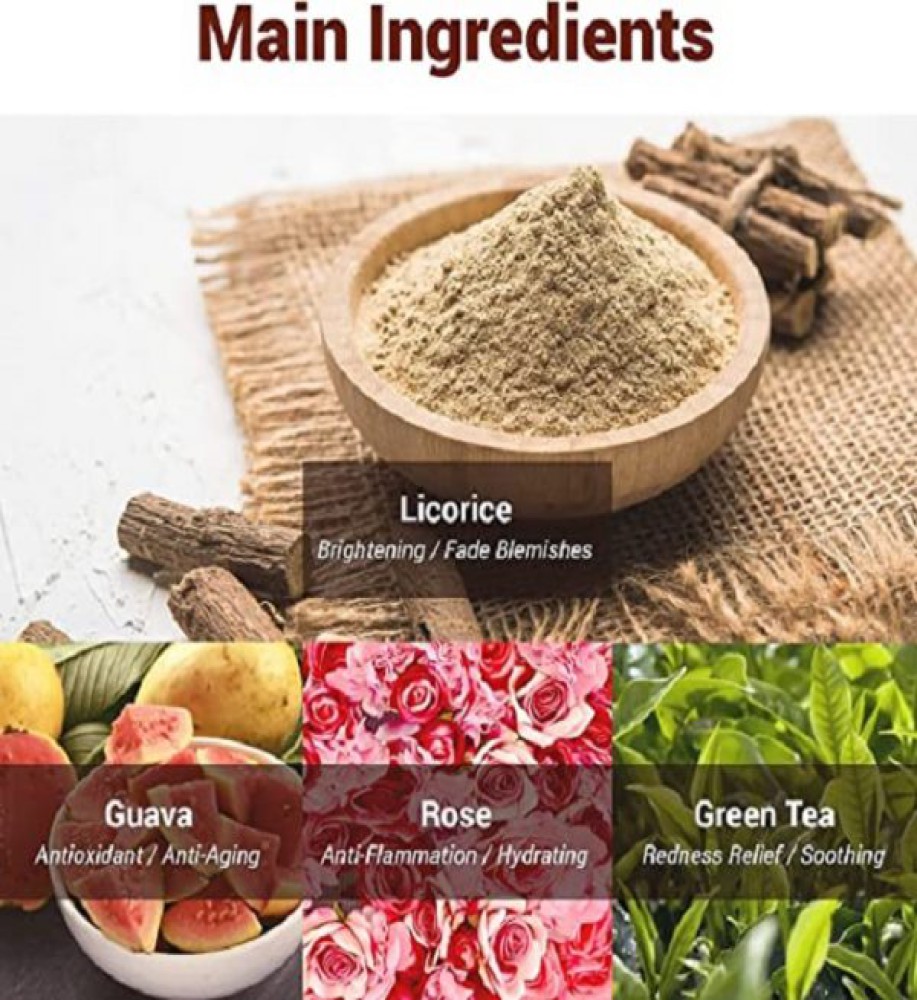 Main Ingredients
Licorice
Brightening / Fade Blemishes
Guava
Antioxidant / Anti-Aging
Rose
Anti-Flammation / Hydrating
Green Tea
Redness Relief / Soothing